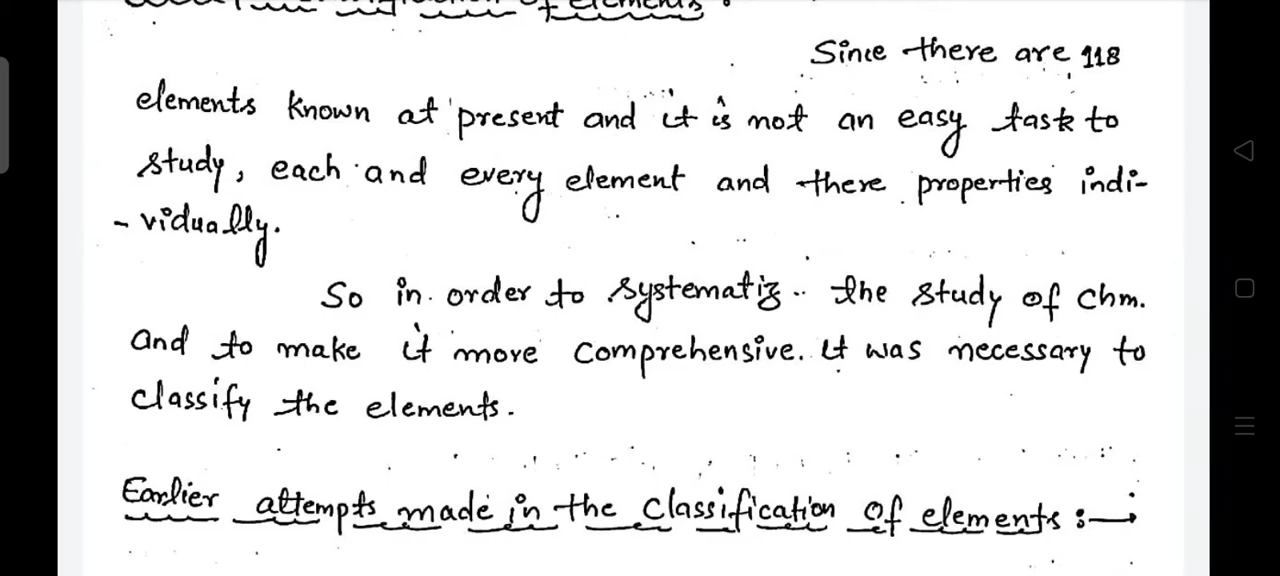 of elements.
Since there are 118
elements known at present and it is not an easy task to
study, each and every element and there properties indi-
- vidually.
So in order to systematiz the study of Chm.
and to make it more comprehensive. It was necessary to
classify the elements.
Earlier attempts made in the classification of elements :→